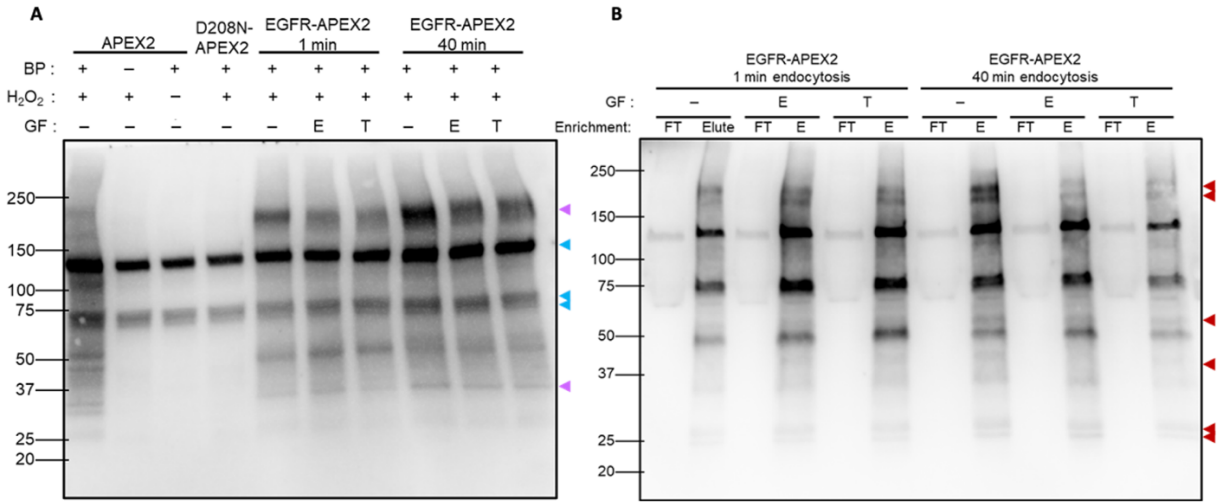 A
APEX2
D208N-
APEX2
EGFR-APEX2
1 min
EGFR-APEX2
40 min
BP : + – + + + + + + + +
H₂O₂ : + + – + + + + + + +
GF : – – – – – E T – E T
250
150
100
75
50
37
25
20
B
EGFR-APEX2
1 min endocytosis
EGFR-APEX2
40 min endocytosis
GF : – E T – E T
Enrichment: FT Elute FT E FT E FT E FT E FT E
250
150
100
75
50
37
25
20